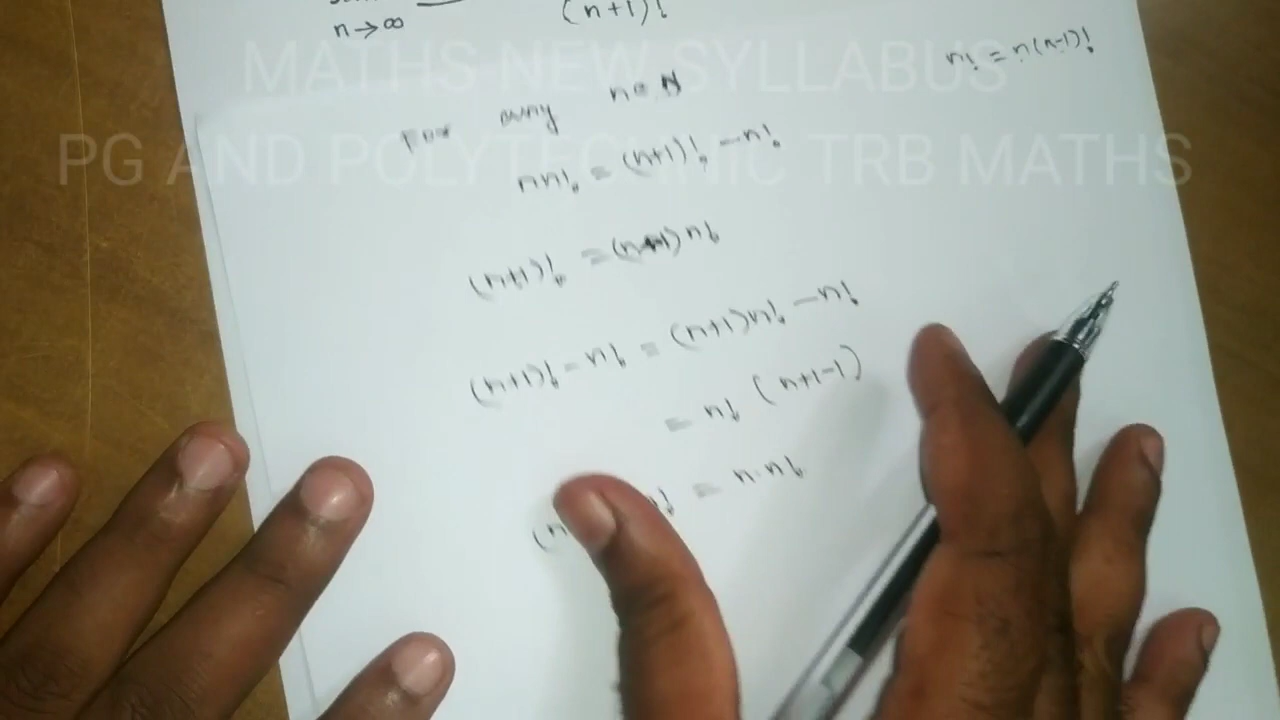 n→∞ (n+1)!
n! = n(n-1)!
MATHS NEW SYLLABUS
For any n∈N
PG AND POLYTECHNIC TRB MATHS
nn! = (n+1)! - n!
(n+1)! = (n+1) n!
(n+1)! - n! = (n+1)n! - n!
= n! (n+1-1)
= n·n!